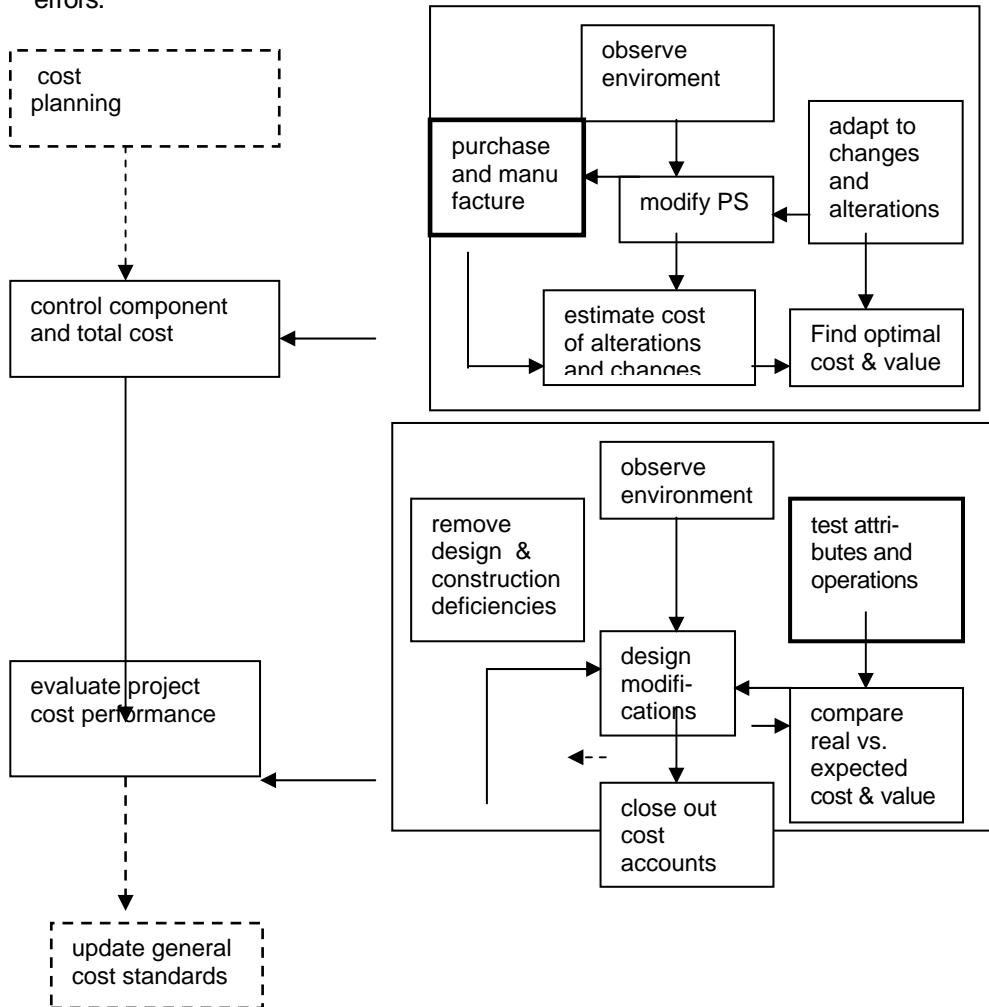 errors.
cost
planning
control component
and total cost
evaluate project
cost performance
update general
cost standards
observe
enviroment
purchase
and manu
facture
modify PS
adapt to
changes
and
alterations
estimate cost
of alterations
and changes
Find optimal
cost & value
observe
environment
remove
design &
construction
deficiencies
test attri-
butes and
operations
design
modifi-
cations
compare
real vs.
expected
cost & value
close out
cost
accounts